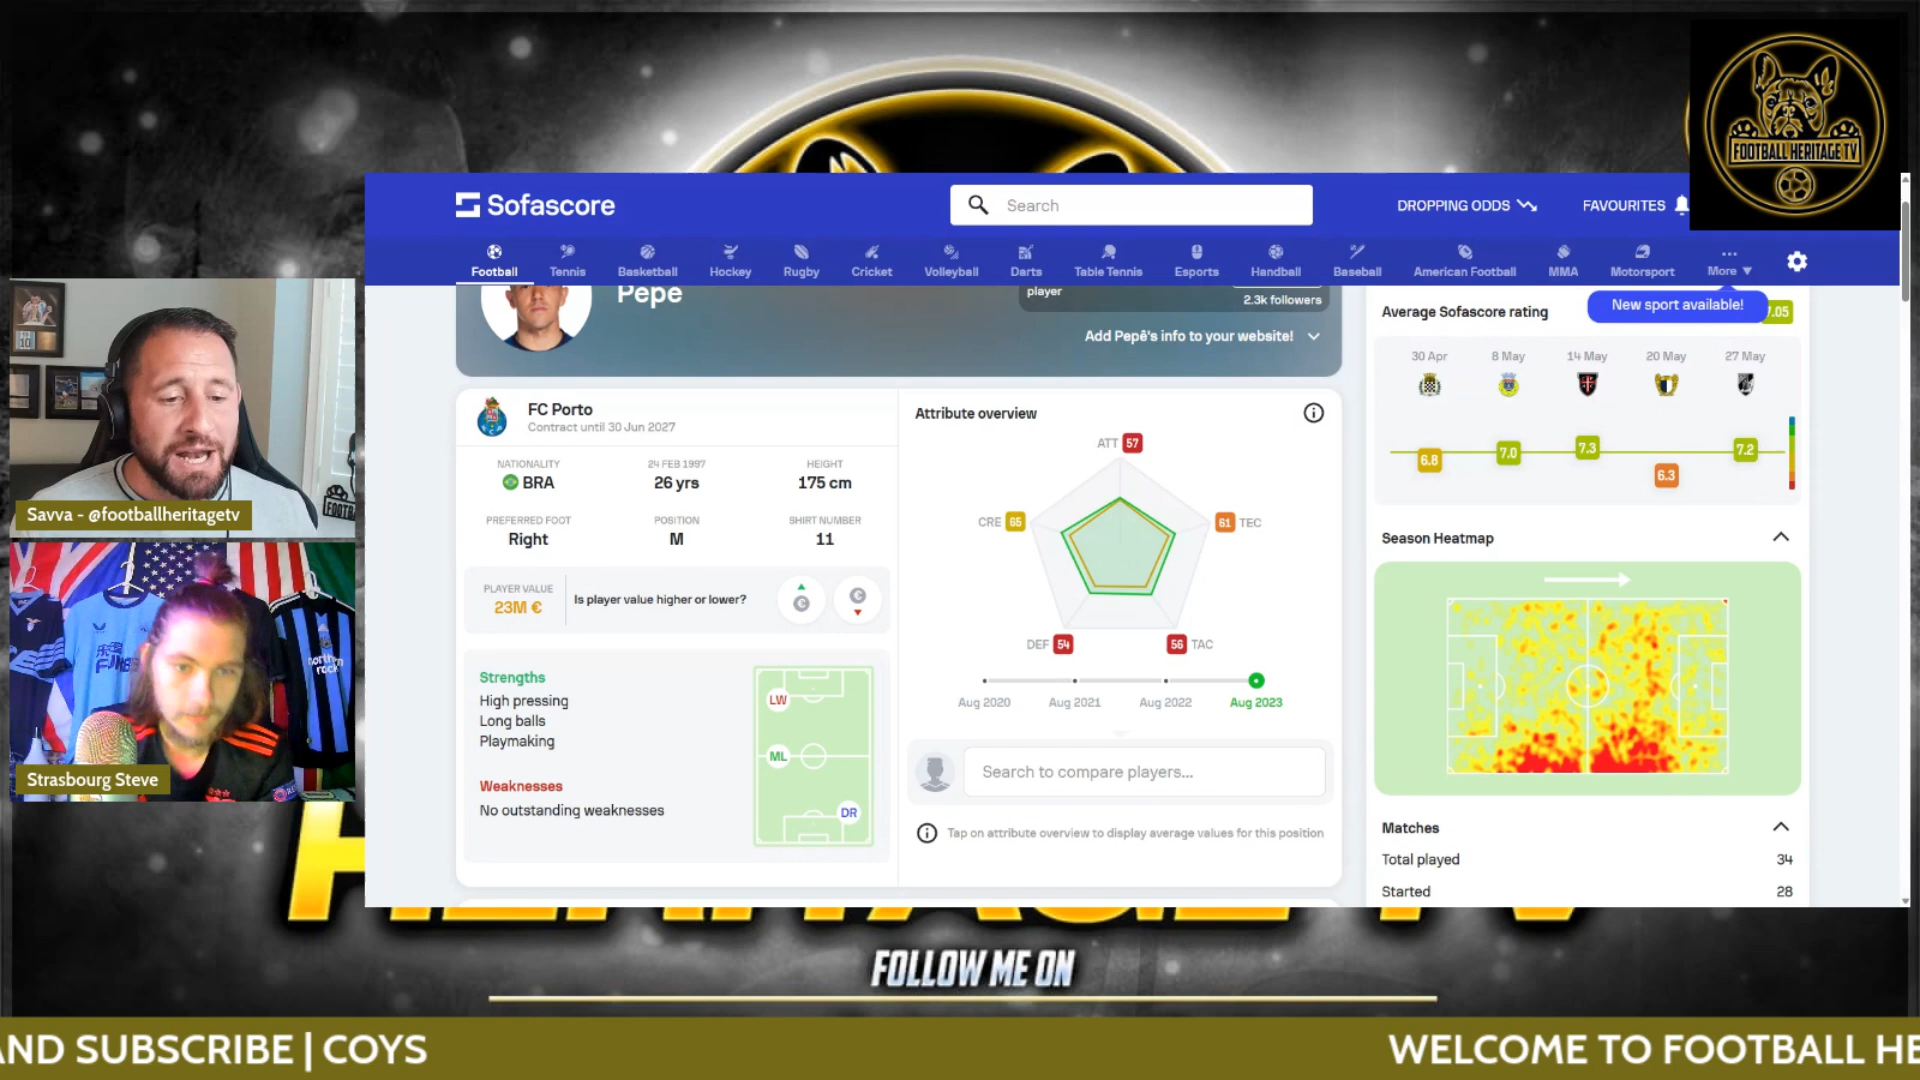 FOOTBALL HERITAGE TV
Sofascore
Search
DROPPING ODDS
FAVOURITES
Football
Tennis
Basketball
Hockey
Rugby
Cricket
Volleyball
Darts
Table Tennis
Esports
Handball
Baseball
American Football
MMA
Motorsport
More
New sport available!
Pepê
player
2.3k followers
Add Pepê's info to your website!
FC Porto
Contract until 30 Jun 2027
NATIONALITY
BRA
24 FEB 1997
26 yrs
HEIGHT
175 cm
PREFERRED FOOT
Right
POSITION
M
SHIRT NUMBER
11
PLAYER VALUE
23M €
Is player value higher or lower?
Strengths
High pressing
Long balls
Playmaking
Weaknesses
No outstanding weaknesses
LW
ML
DR
Attribute overview
ATT 57
CRE 65
61 TEC
DEF 54
56 TAC
Aug 2020
Aug 2021
Aug 2022
Aug 2023
Search to compare players...
Tap on attribute overview to display average values for this position
Average Sofascore rating
.05
30 Apr
8 May
14 May
20 May
27 May
6.8
7.0
7.3
6.3
7.2
Season Heatmap
Matches
Total played
34
Started
28
Savva - @footballheritagetv
Strasbourg Steve
northern
rock
FOLLOW ME ON
AND SUBSCRIBE | COYS
WELCOME TO FOOTBALL HE